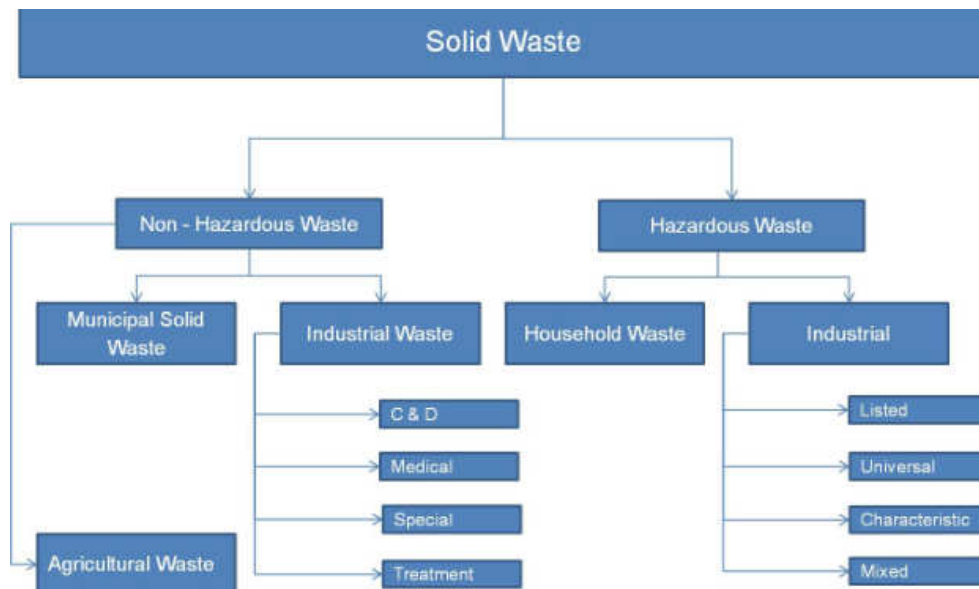 Solid Waste
Non - Hazardous Waste
Hazardous Waste
Municipal Solid
Waste
Industrial Waste
Household Waste
Industrial
C & D
Listed
Medical
Universal
Special
Characteristic
Agricultural Waste
Treatment
Mixed